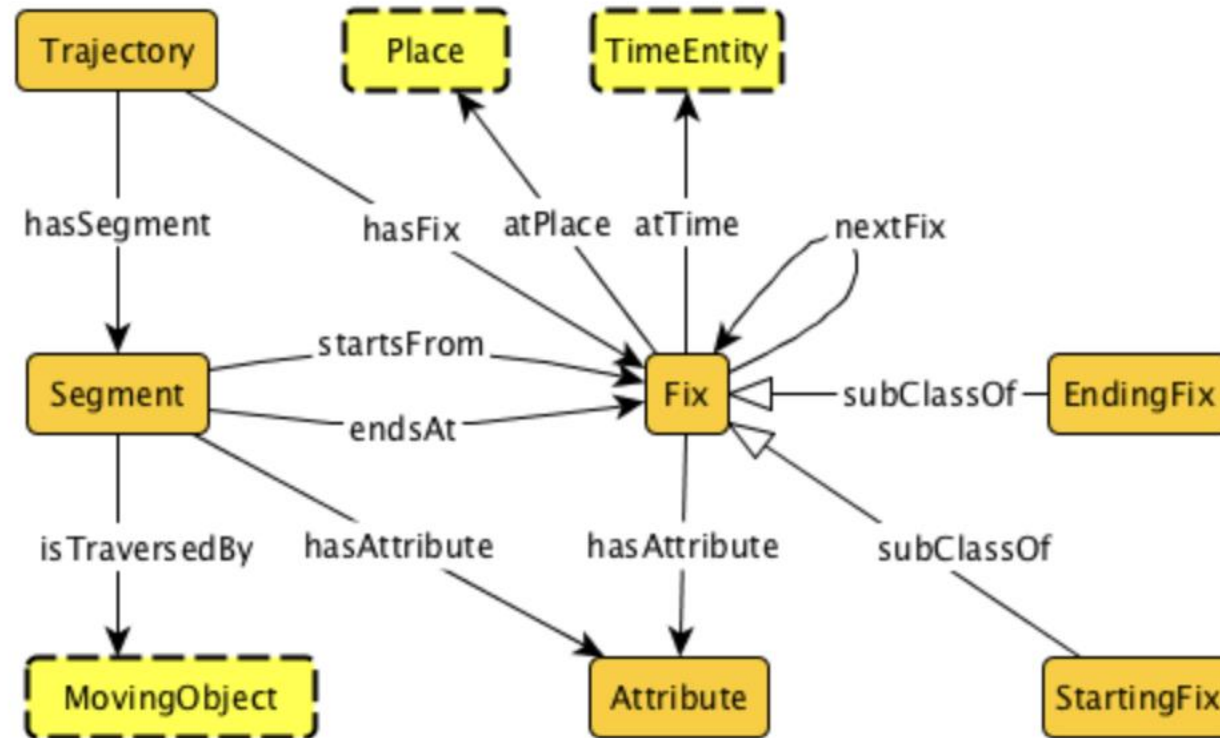 Trajectory
Place
TimeEntity
hasSegment
hasFix
atPlace
atTime
nextFix
startsFrom
Segment
Fix
subClassOf
EndingFix
endsAt
isTraversedBy
hasAttribute
hasAttribute
subClassOf
MovingObject
Attribute
StartingFix